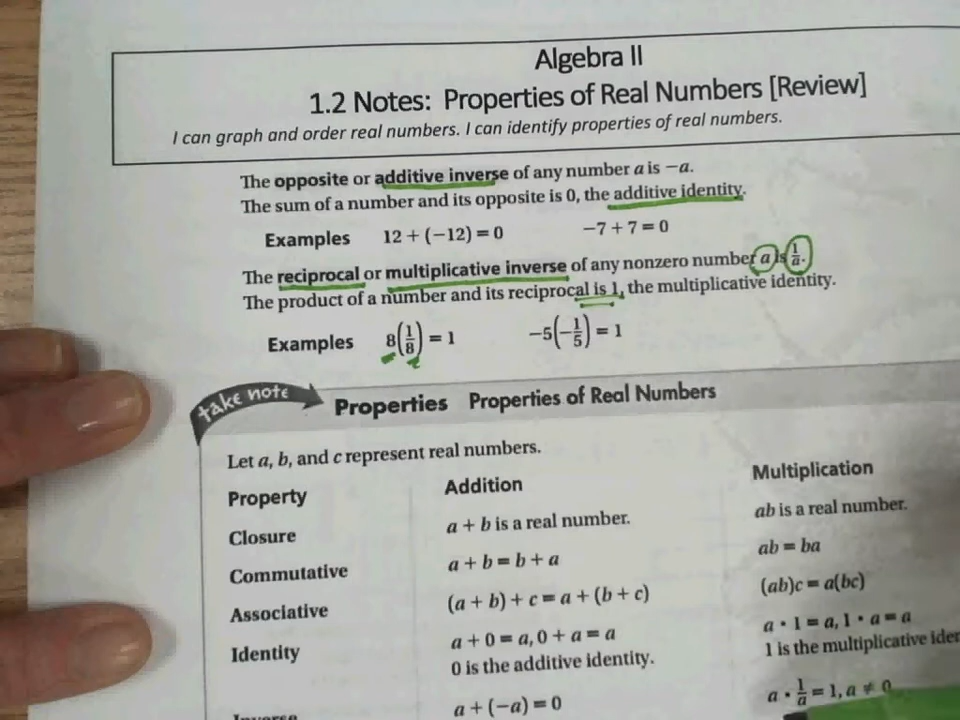 Algebra II
1.2 Notes: Properties of Real Numbers [Review]
I can graph and order real numbers. I can identify properties of real numbers.
The opposite or additive inverse of any number a is −a.
The sum of a number and its opposite is 0, the additive identity.
Examples 12 + (−12) = 0 −7 + 7 = 0
The reciprocal or multiplicative inverse of any nonzero number a is 1/a.
The product of a number and its reciprocal is 1, the multiplicative identity.
Examples 8(1/8) = 1 −5(−1/5) = 1
take note
Properties Properties of Real Numbers
Let a, b, and c represent real numbers.
Property Addition Multiplication
Closure a + b is a real number. ab is a real number.
Commutative a + b = b + a ab = ba
Associative (a + b) + c = a + (b + c) (ab)c = a(bc)
Identity a + 0 = a, 0 + a = a a • 1 = a, 1 • a = a
0 is the additive identity. 1 is the multiplicative
a + (−a) = 0 a • 1/a = 1, a ≠ 0